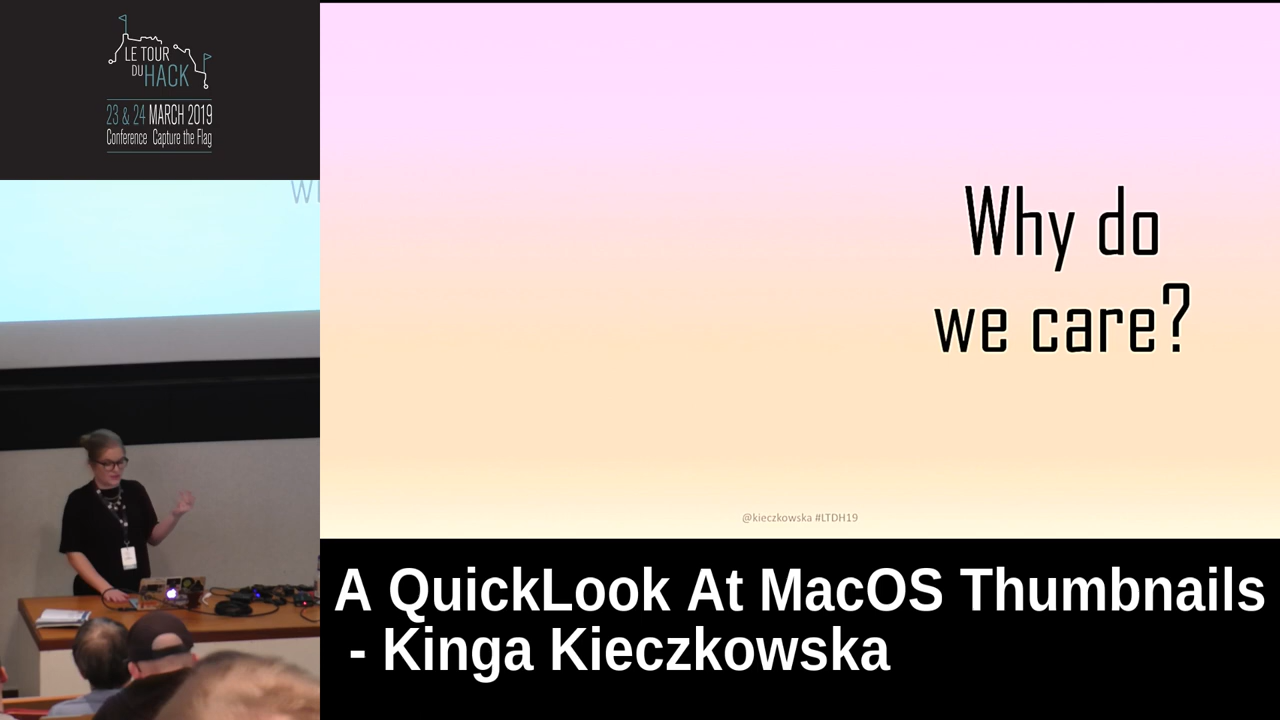 LE TOUR
DU HACK
23 & 24 MARCH 2019
Conference Capture the Flag
Why do
we care?
@kieczkowska #LTDH19
A QuickLook At MacOS Thumbnails
- Kinga Kieczkowska